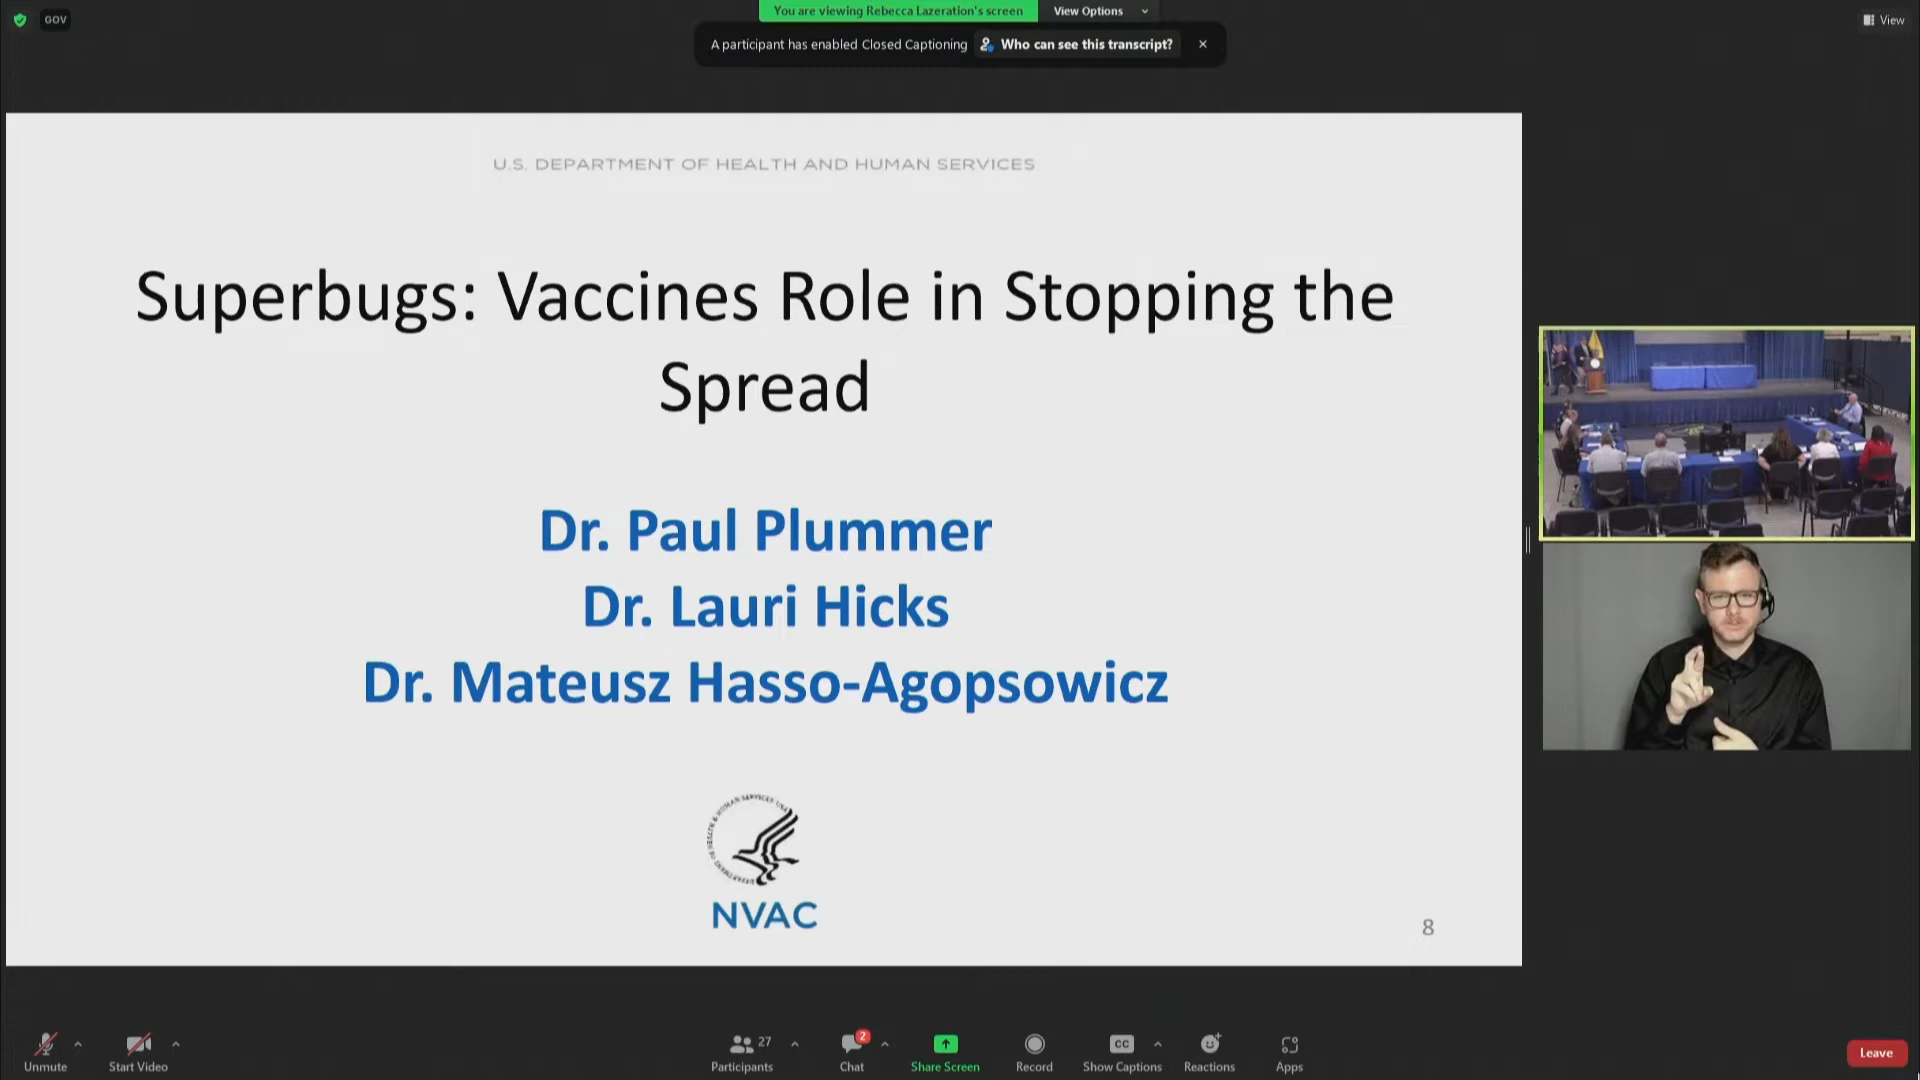 GOV
You are viewing Rebecca Lazeration's screen
View Options
View
A participant has enabled Closed Captioning
Who can see this transcript?
U.S. DEPARTMENT OF HEALTH AND HUMAN SERVICES
Superbugs: Vaccines Role in Stopping the
Spread
Dr. Paul Plummer
Dr. Lauri Hicks
Dr. Mateusz Hasso-Agopsowicz
NVAC
8
Unmute
Start Video
27
Participants
2
Chat
Share Screen
Record
CC
Show Captions
Reactions
Apps
Leave